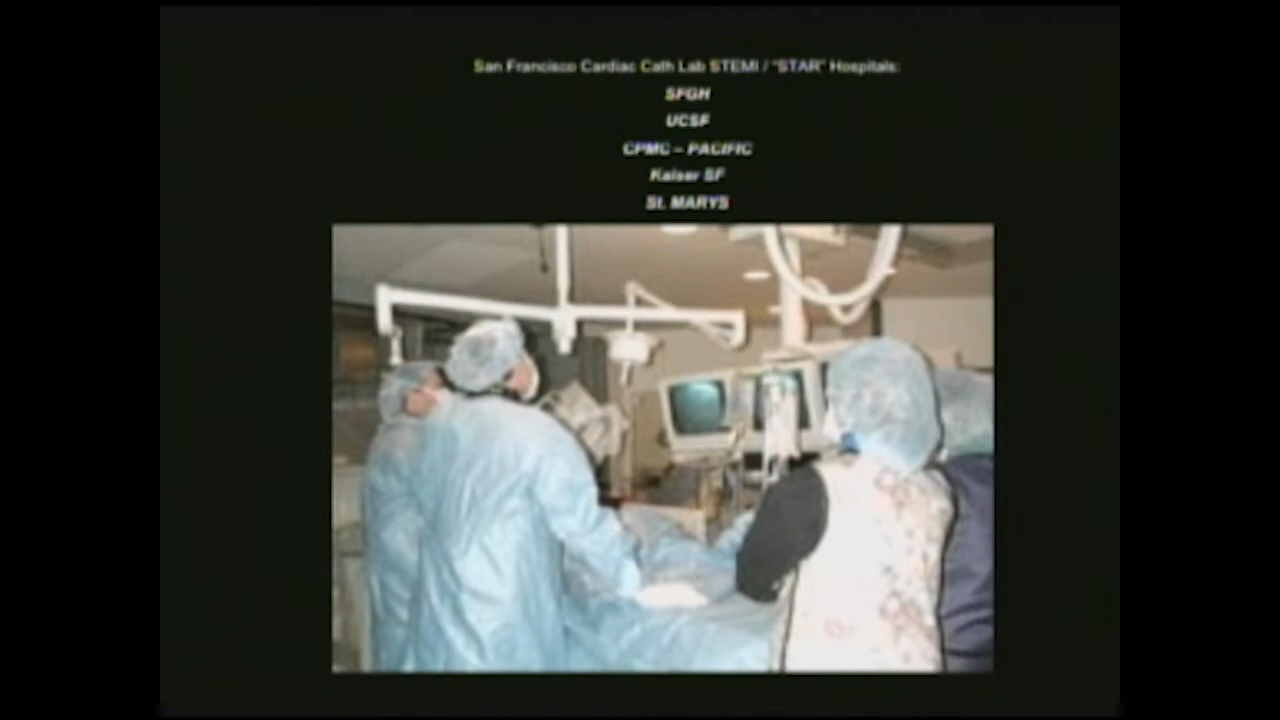 San Francisco Cardiac Cath Lab STEMI / "STAR" Hospitals:
SFGH
UCSF
CPMC – PACIFIC
Kaiser SF
St. MARYS